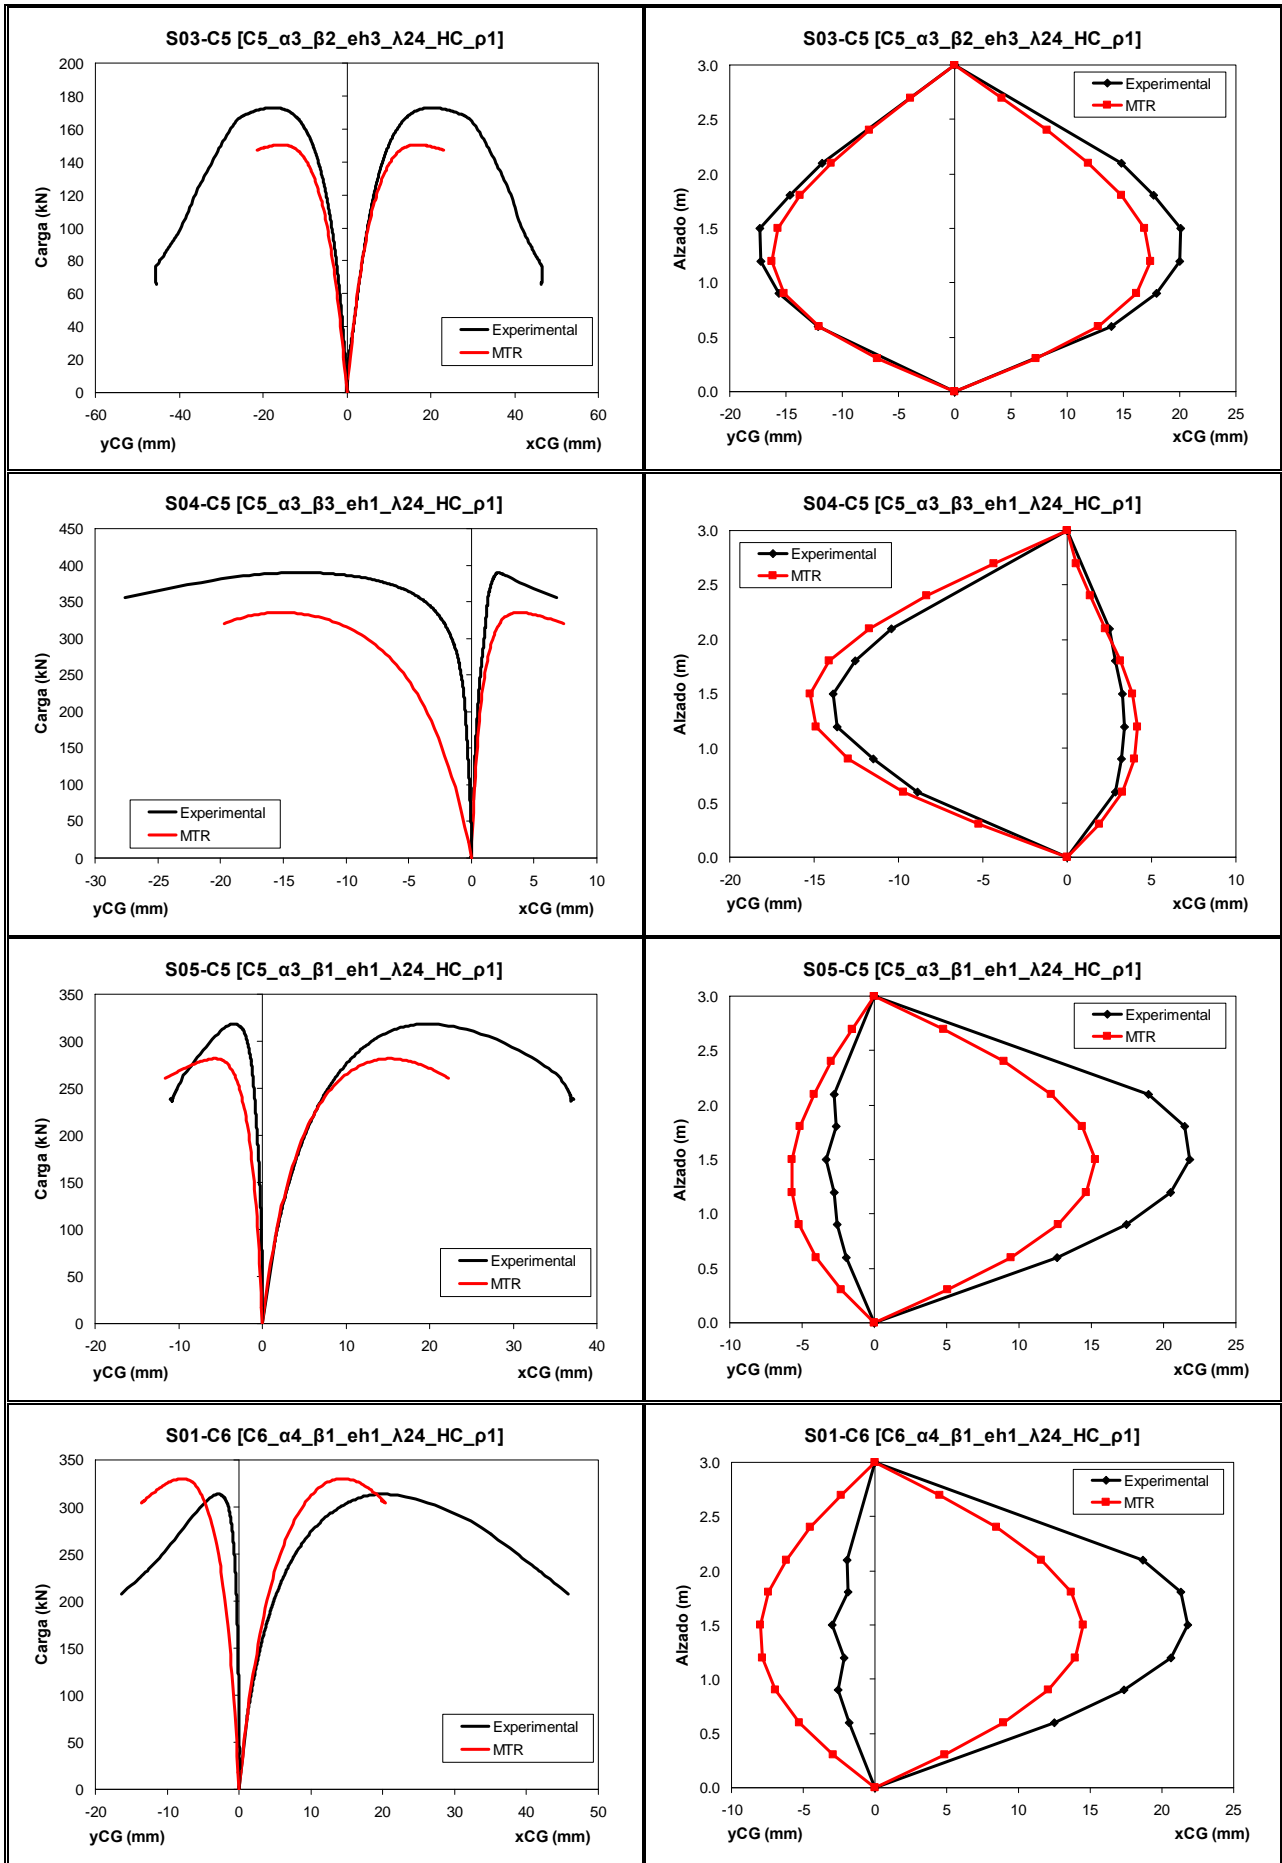 S03-C5 [C5_α3_β2_eh3_λ24_HC_ρ1]
Carga (kN)
200
180
160
140
120
100
80
60
40
20
0
-60 -40 -20 0 20 40 60
yCG (mm) xCG (mm)
Experimental
MTR
S03-C5 [C5_α3_β2_eh3_λ24_HC_ρ1]
Alzado (m)
3.0
2.5
2.0
1.5
1.0
0.5
0.0
-20 -15 -10 -5 0 5 10 15 20 25
yCG (mm) xCG (mm)
Experimental
MTR
S04-C5 [C5_α3_β3_eh1_λ24_HC_ρ1]
Carga (kN)
450
400
350
300
250
200
150
100
50
0
-30 -25 -20 -15 -10 -5 0 5 10
yCG (mm) xCG (mm)
Experimental
MTR
S04-C5 [C5_α3_β3_eh1_λ24_HC_ρ1]
Alzado (m)
3.0
2.5
2.0
1.5
1.0
0.5
0.0
-20 -15 -10 -5 0 5 10
yCG (mm) xCG (mm)
Experimental
MTR
S05-C5 [C5_α3_β1_eh1_λ24_HC_ρ1]
Carga (kN)
350
300
250
200
150
100
50
0
-20 -10 0 10 20 30 40
yCG (mm) xCG (mm)
Experimental
MTR
S05-C5 [C5_α3_β1_eh1_λ24_HC_ρ1]
Alzado (m)
3.0
2.5
2.0
1.5
1.0
0.5
0.0
-10 -5 0 5 10 15 20 25
yCG (mm) xCG (mm)
Experimental
MTR
S01-C6 [C6_α4_β1_eh1_λ24_HC_ρ1]
Carga (kN)
350
300
250
200
150
100
50
0
-20 -10 0 10 20 30 40 50
yCG (mm) xCG (mm)
Experimental
MTR
S01-C6 [C6_α4_β1_eh1_λ24_HC_ρ1]
Alzado (m)
3.0
2.5
2.0
1.5
1.0
0.5
0.0
-10 -5 0 5 10 15 20 25
yCG (mm) xCG (mm)
Experimental
MTR